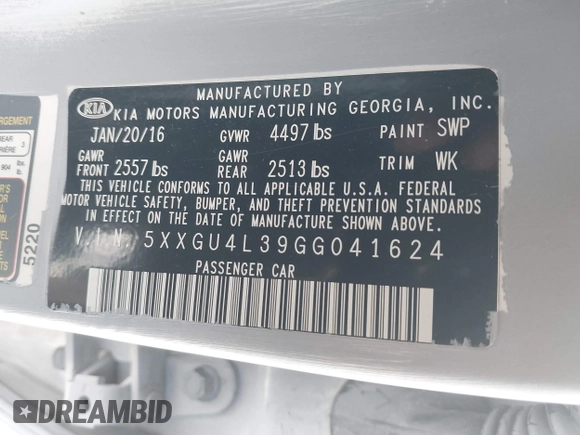 MANUFACTURED BY
KIA KIA MOTORS MANUFACTURING GEORGIA, INC.
JAN/20/16 GVWR 4497 lbs PAINT SWP
GAWR FRONT 2557 lbs GAWR REAR 2513 lbs TRIM WK
THIS VEHICLE CONFORMS TO ALL APPLICABLE U.S.A. FEDERAL
MOTOR VEHICLE SAFETY, BUMPER, AND THEFT PREVENTION STANDARDS
IN EFFECT ON THE DATE OF MANUFACTURE SHOWN ABOVE.
V.I.N. 5XXGU4L39GG041624
PASSENGER CAR
5220
DREAMBID